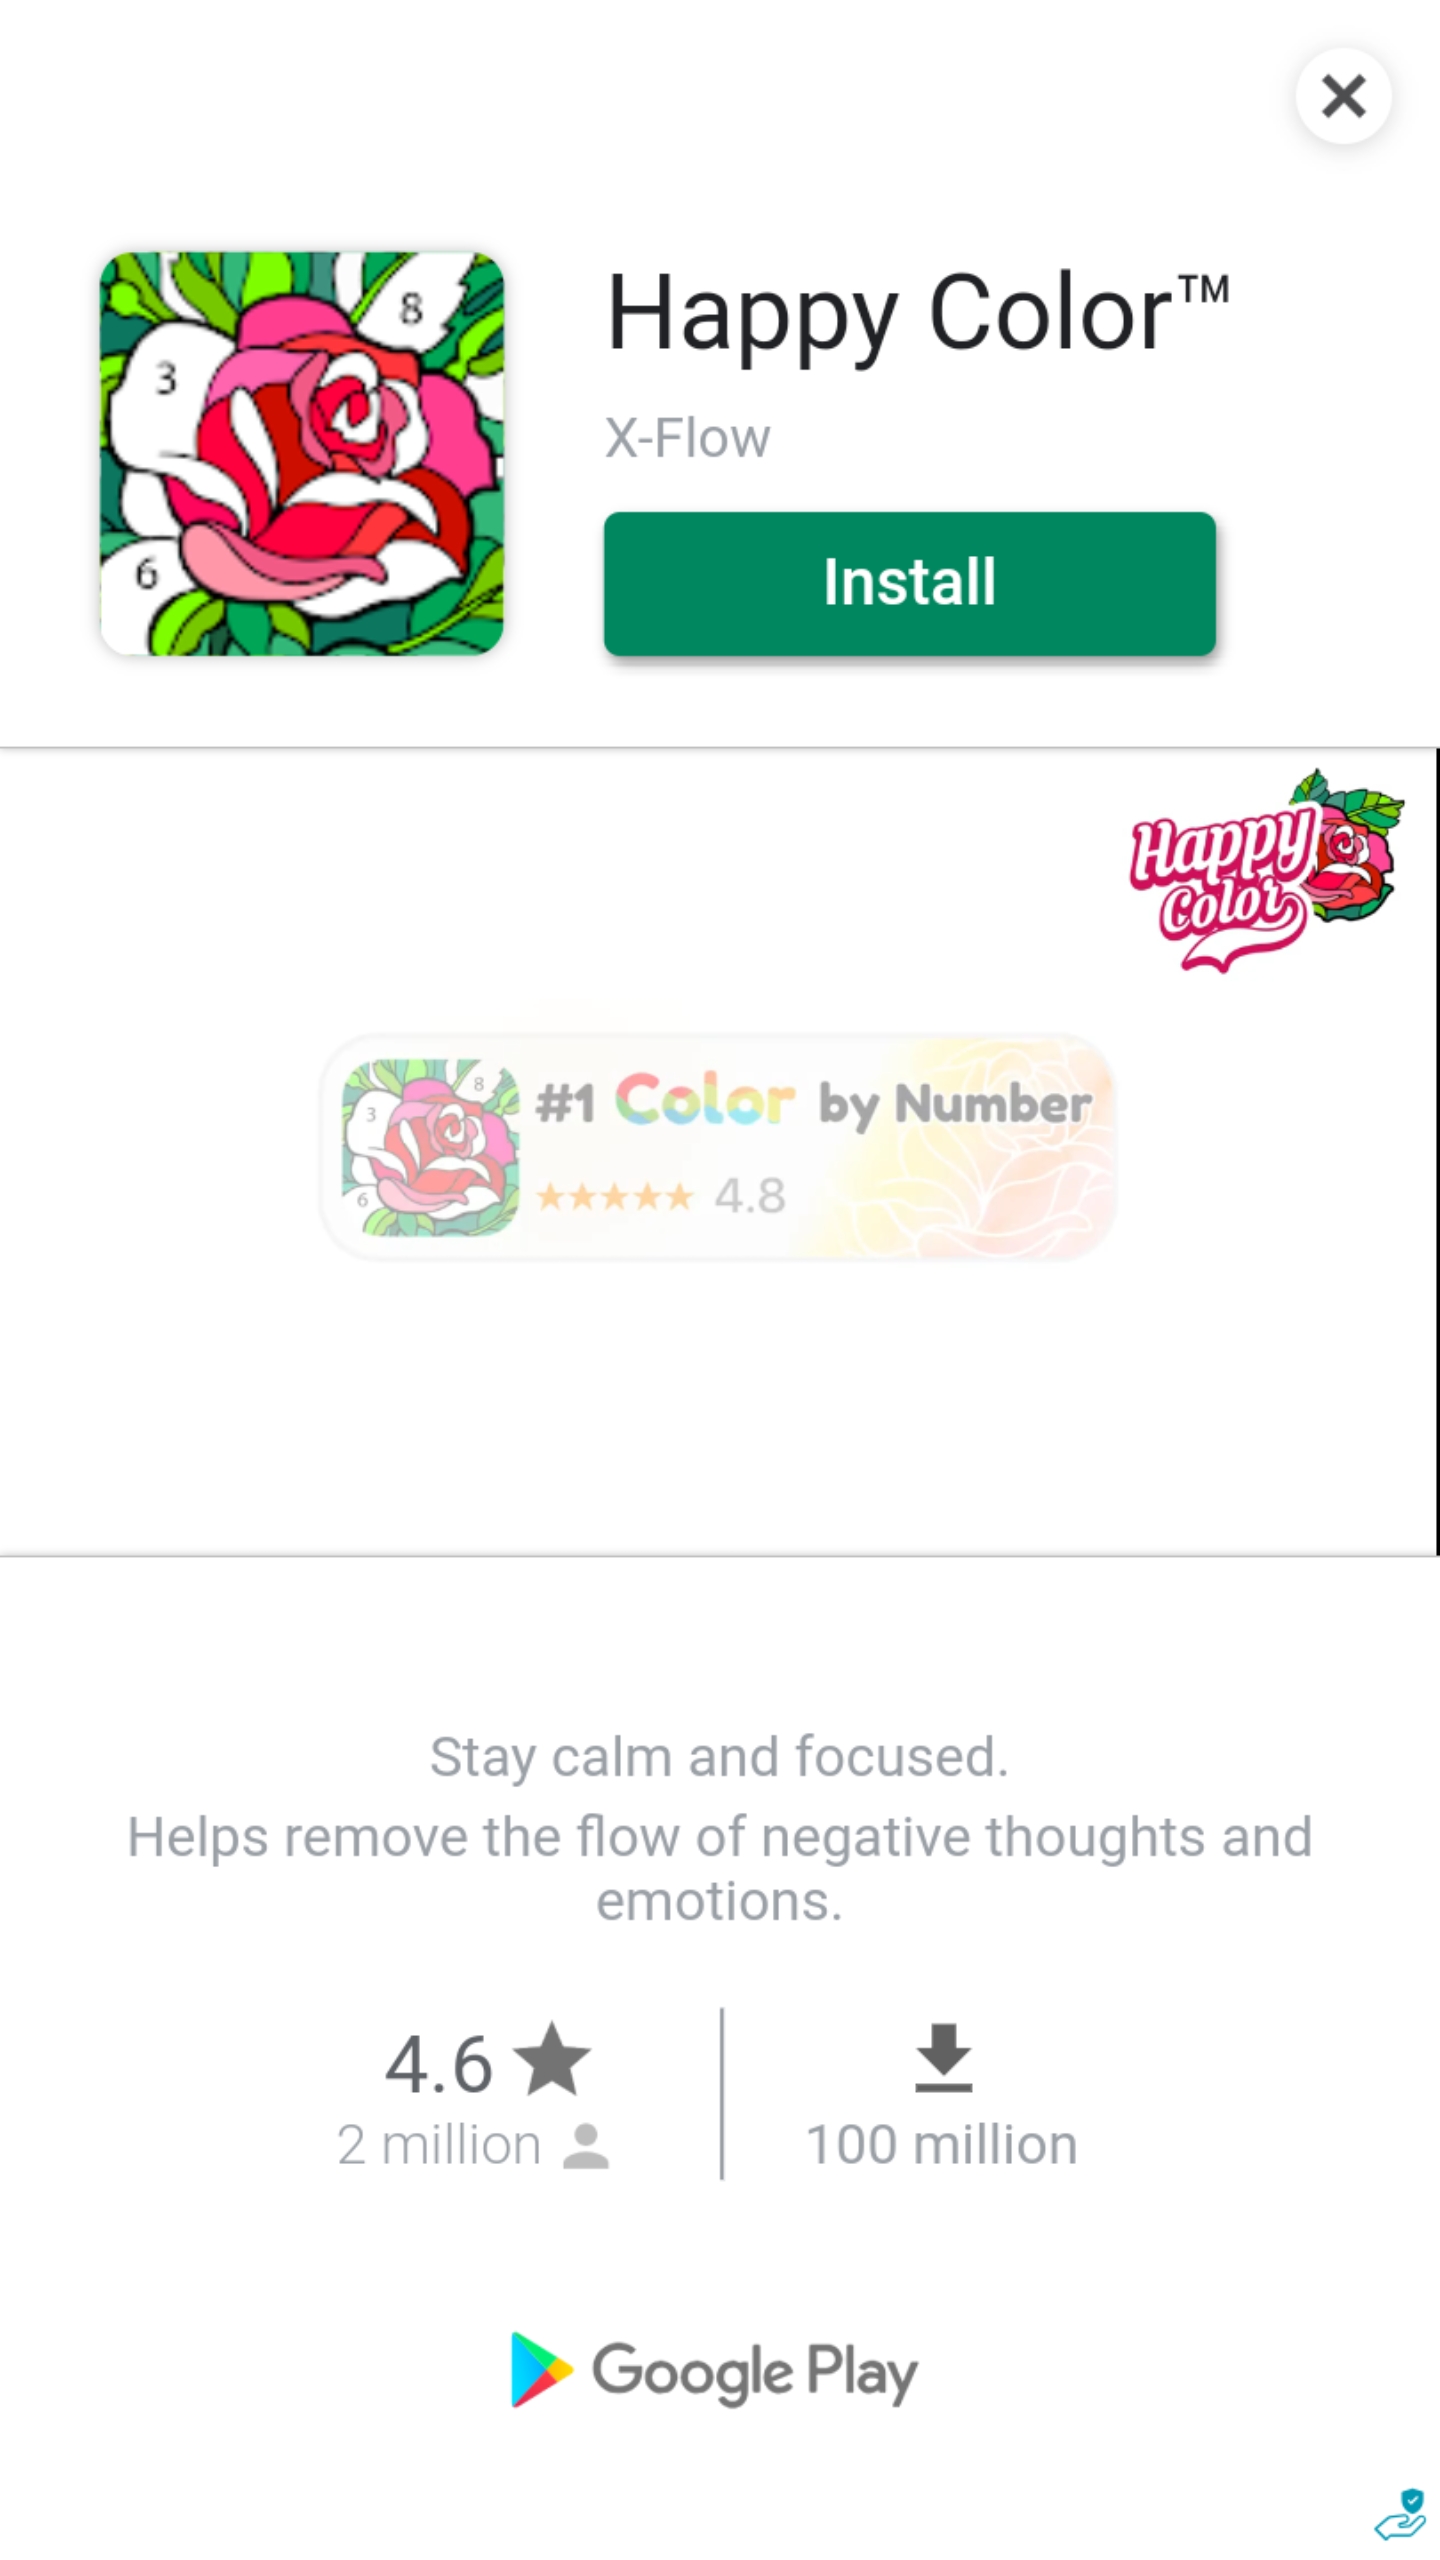 Happy Color™
X-Flow
Install
8
3
6
Happy
Color
#1 Color by Number
8
3
6
4.8
Stay calm and focused.
Helps remove the flow of negative thoughts and
emotions.
4.6
2 million
100 million
Google Play